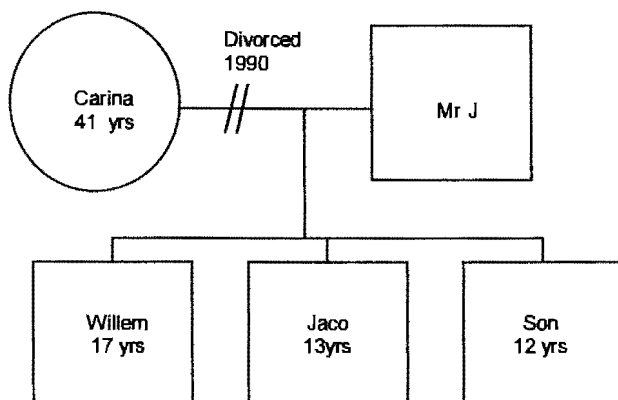 Divorced
1990
Carina
41 yrs
Mr J
Willem
17 yrs
Jaco
13yrs
Son
12 yrs